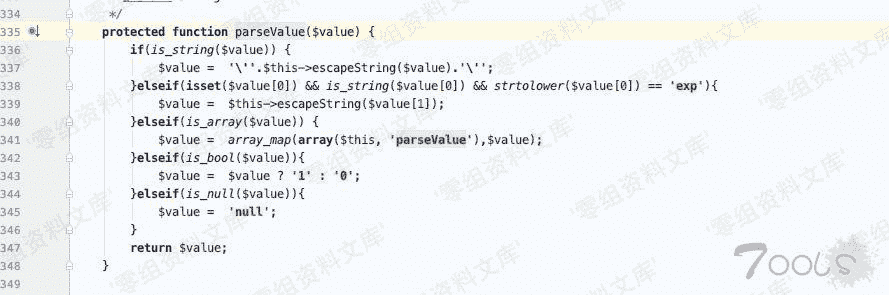 334 */
335 protected function parseValue($value) {
336 if(is_string($value)) {
337 $value = '\''.$this->escapeString($value).'\'';
338 }elseif(isset($value[0]) && is_string($value[0]) && strtolower($value[0]) == 'exp'){
339 $value = $this->escapeString($value[1]);
340 }elseif(is_array($value)) {
341 $value = array_map(array($this, 'parseValue'),$value);
342 }elseif(is_bool($value)){
343 $value = $value ? '1' : '0';
344 }elseif(is_null($value)){
345 $value = 'null';
346 }
347 return $value;
348 }
349
'零组资料文库'
7ools